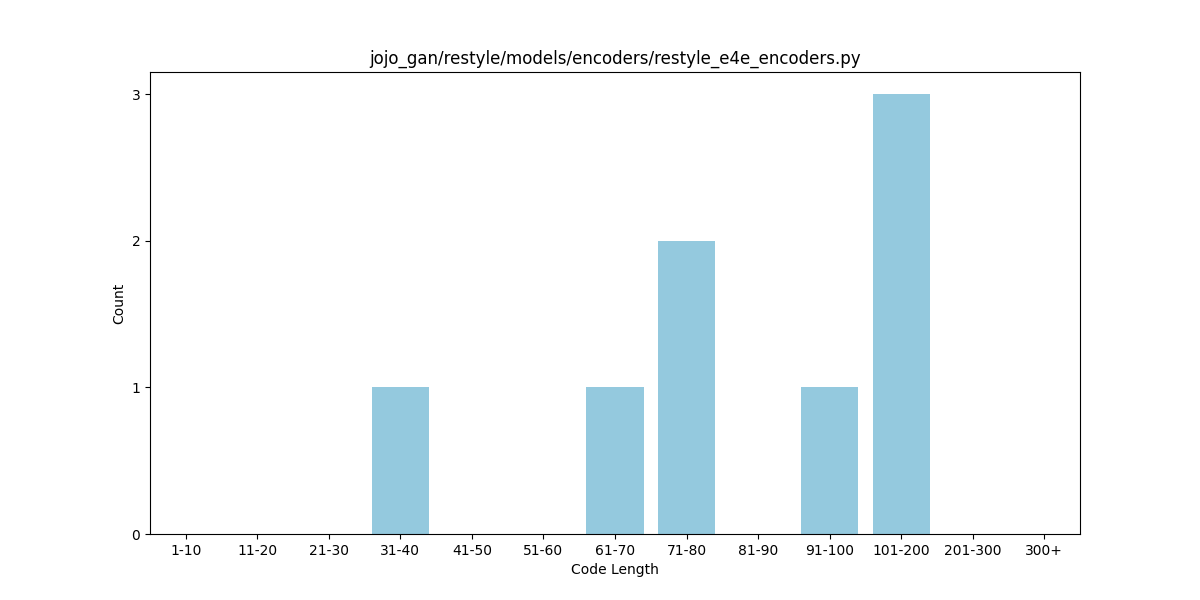 jojo_gan/restyle/models/encoders/restyle_e4e_encoders.py
3
2
1
0
Count
1-10 11-20 21-30 31-40 41-50 51-60 61-70 71-80 81-90 91-100 101-200 201-300 300+
Code Length